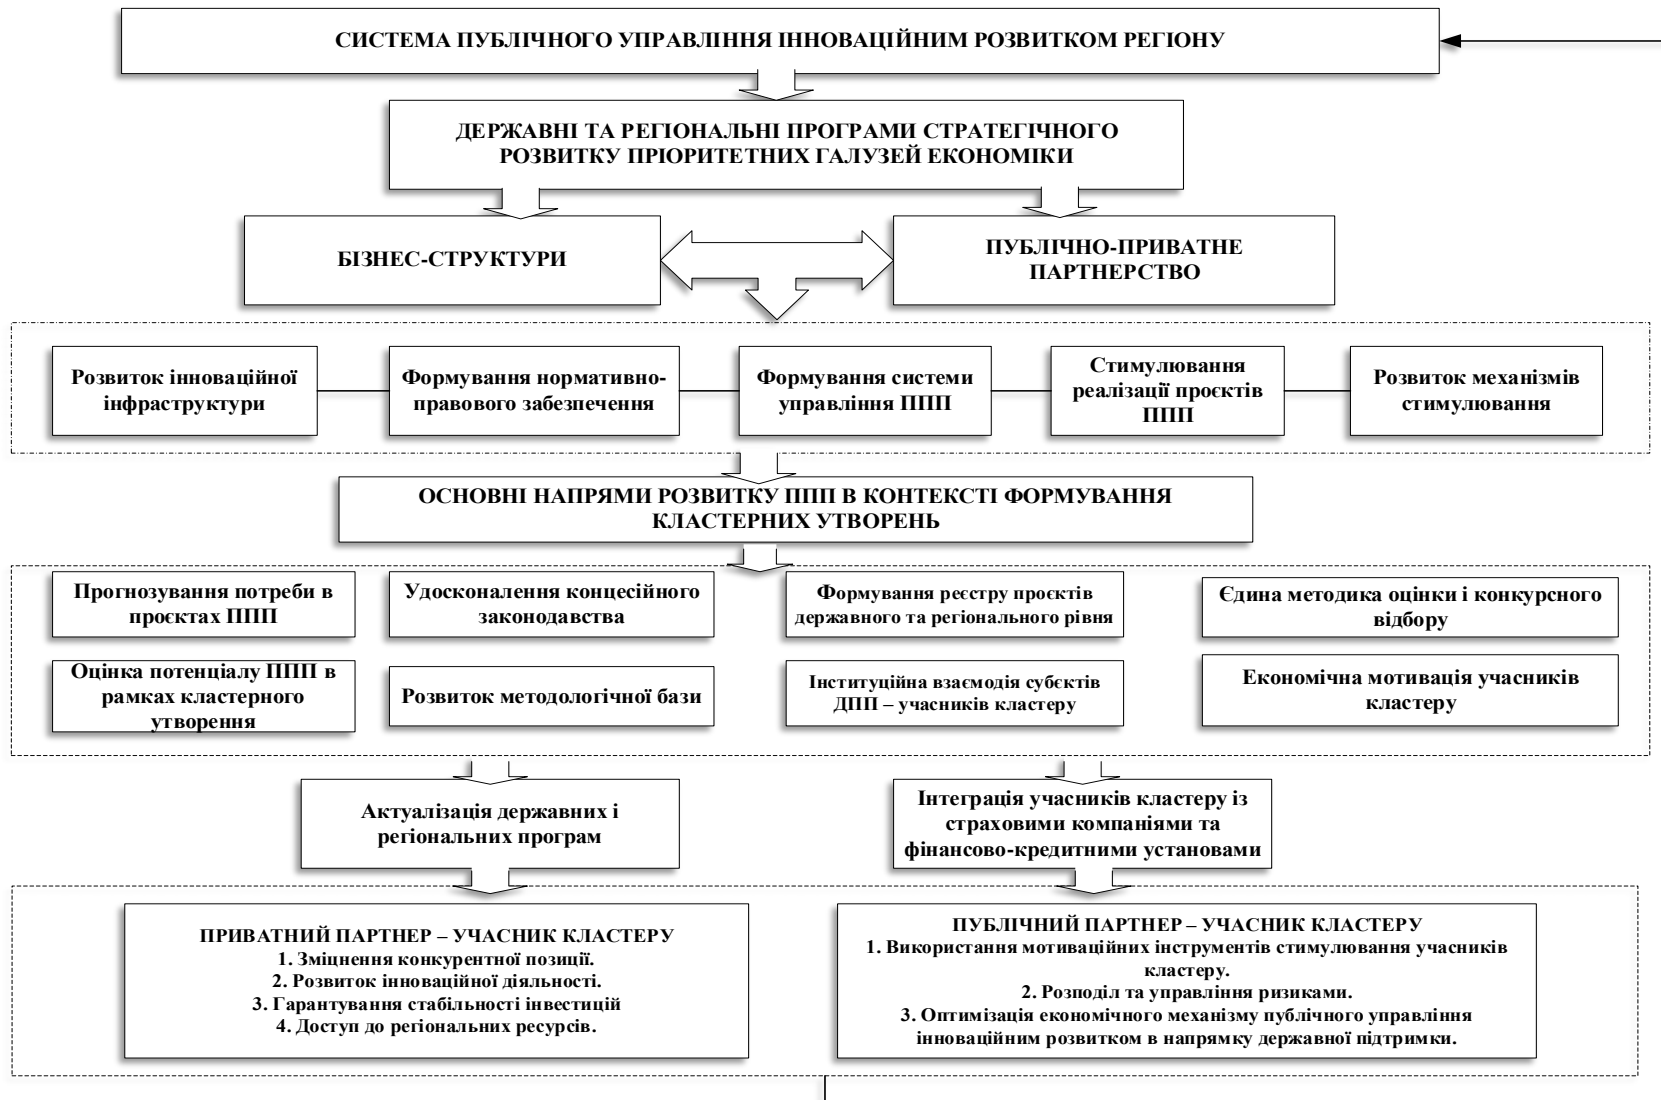 СИСТЕМА ПУБЛІЧНОГО УПРАВЛІННЯ ІННОВАЦІЙНИМ РОЗВИТКОМ РЕГІОНУ
ДЕРЖАВНІ ТА РЕГІОНАЛЬНІ ПРОГРАМИ СТРАТЕГІЧНОГО
РОЗВИТКУ ПРІОРИТЕТНИХ ГАЛУЗЕЙ ЕКОНОМІКИ
БІЗНЕС-СТРУКТУРИ
ПУБЛІЧНО-ПРИВАТНЕ
ПАРТНЕРСТВО
Розвиток інноваційної
інфраструктури
Формування нормативно-
правового забезпечення
Формування системи
управління ППП
Стимулювання
реалізації проєктів
ППП
Розвиток механізмів
стимулювання
ОСНОВНІ НАПРЯМИ РОЗВИТКУ ППП В КОНТЕКСТІ ФОРМУВАННЯ
КЛАСТЕРНИХ УТВОРЕНЬ
Прогнозування потреби в
проєктах ППП
Удосконалення концесійного
законодавства
Формування реєстру проєктів
державного та регіонального рівня
Єдина методика оцінки і конкурсного
відбору
Оцінка потенціалу ППП в
рамках кластерного
утворення
Розвиток методологічної бази
Інституційна взаємодія субєктів
ДПП – учасників кластеру
Економічна мотивація учасників
кластеру
Актуалізація державних і
регіональних програм
Інтеграція учасників кластеру із
страховими компаніями та
фінансово-кредитними установами
ПРИВАТНИЙ ПАРТНЕР – УЧАСНИК КЛАСТЕРУ
1. Зміцнення конкурентної позиції.
2. Розвиток інноваційної діяльності.
3. Гарантування стабільності інвестицій
4. Доступ до регіональних ресурсів.
ПУБЛІЧНИЙ ПАРТНЕР – УЧАСНИК КЛАСТЕРУ
1. Використання мотиваційних інструментів стимулювання учасників
кластеру.
2. Розподіл та управління ризиками.
3. Оптимізація економічного механізму публічного управління
інноваційним розвитком в напрямку державної підтримки.